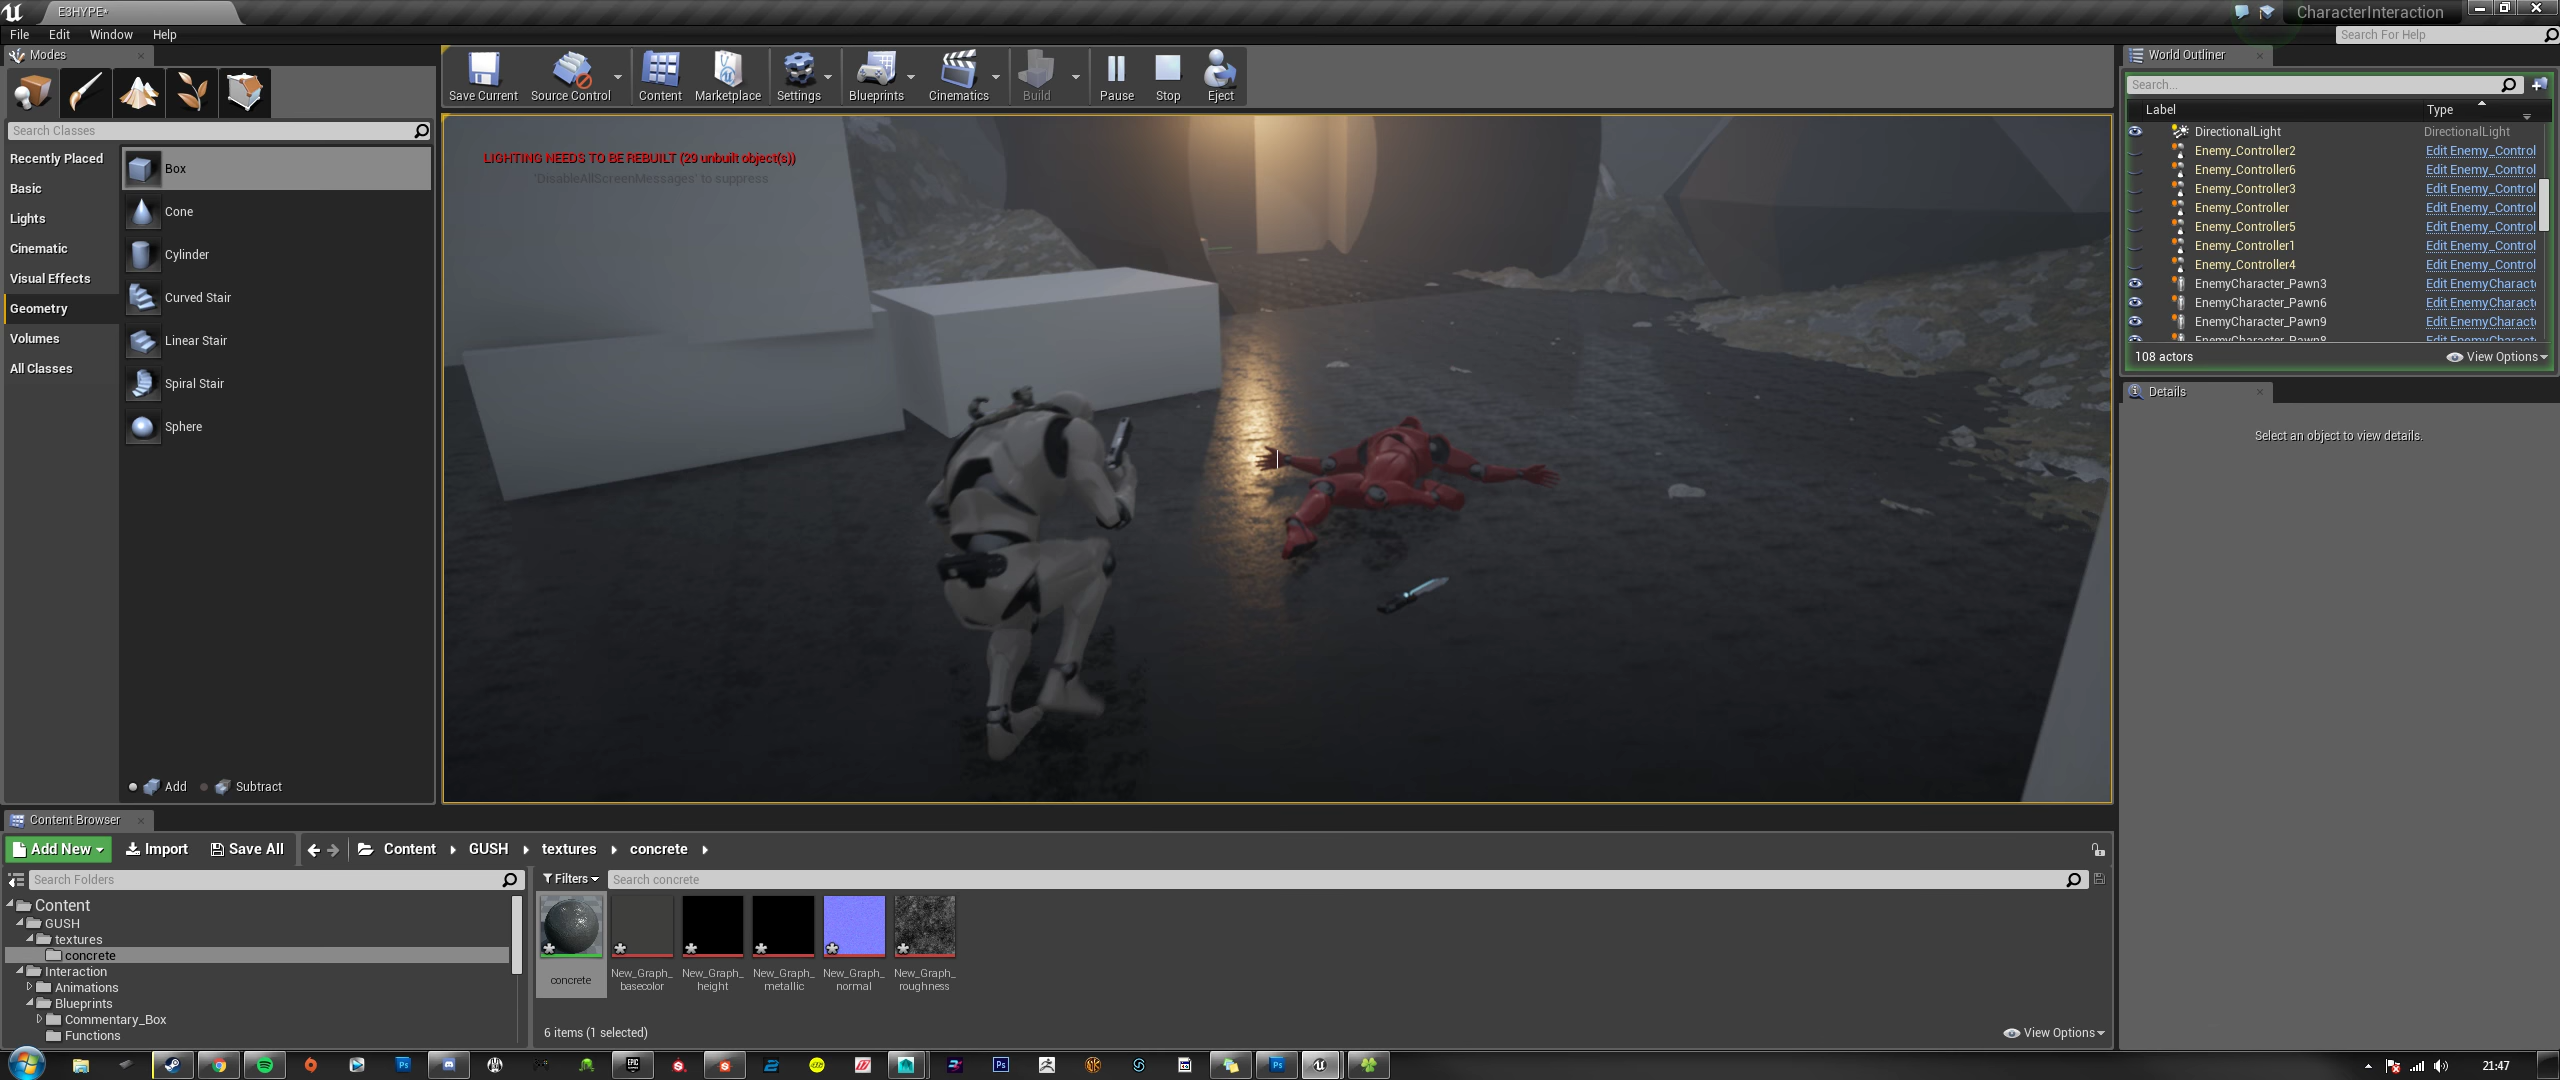 E3HYPE*
CharacterInteraction
File Edit Window Help
Search For Help
Modes
Search Classes
Recently Placed
Basic
Lights
Cinematic
Visual Effects
Geometry
Volumes
All Classes
Box
Cone
Cylinder
Curved Stair
Linear Stair
Spiral Stair
Sphere
Add Subtract
Save Current Source Control Content Marketplace Settings Blueprints Cinematics Build Pause Stop Eject
LIGHTING NEEDS TO BE REBUILT (29 unbuilt object(s))
'DisableAllScreenMessages' to suppress
World Outliner
Search...
Label Type
DirectionalLight DirectionalLight
Enemy_Controller2 Edit Enemy_Control
Enemy_Controller6 Edit Enemy_Control
Enemy_Controller3 Edit Enemy_Control
Enemy_Controller Edit Enemy_Control
Enemy_Controller5 Edit Enemy_Control
Enemy_Controller1 Edit Enemy_Control
Enemy_Controller4 Edit Enemy_Control
EnemyCharacter_Pawn3 Edit EnemyCharact
EnemyCharacter_Pawn6 Edit EnemyCharact
EnemyCharacter_Pawn9 Edit EnemyCharact
EnemyCharacter_Pawn8 Edit EnemyCharact
108 actors View Options
Details
Select an object to view details.
Content Browser
Add New Import Save All Content GUSH textures concrete
Search Folders
Content
GUSH
textures
concrete
Interaction
Animations
Blueprints
Commentary_Box
Functions
Filters Search concrete
concrete
New_Graph_
basecolor
New_Graph_
height
New_Graph_
metallic
New_Graph_
normal
New_Graph_
roughness
6 items (1 selected) View Options
21:47